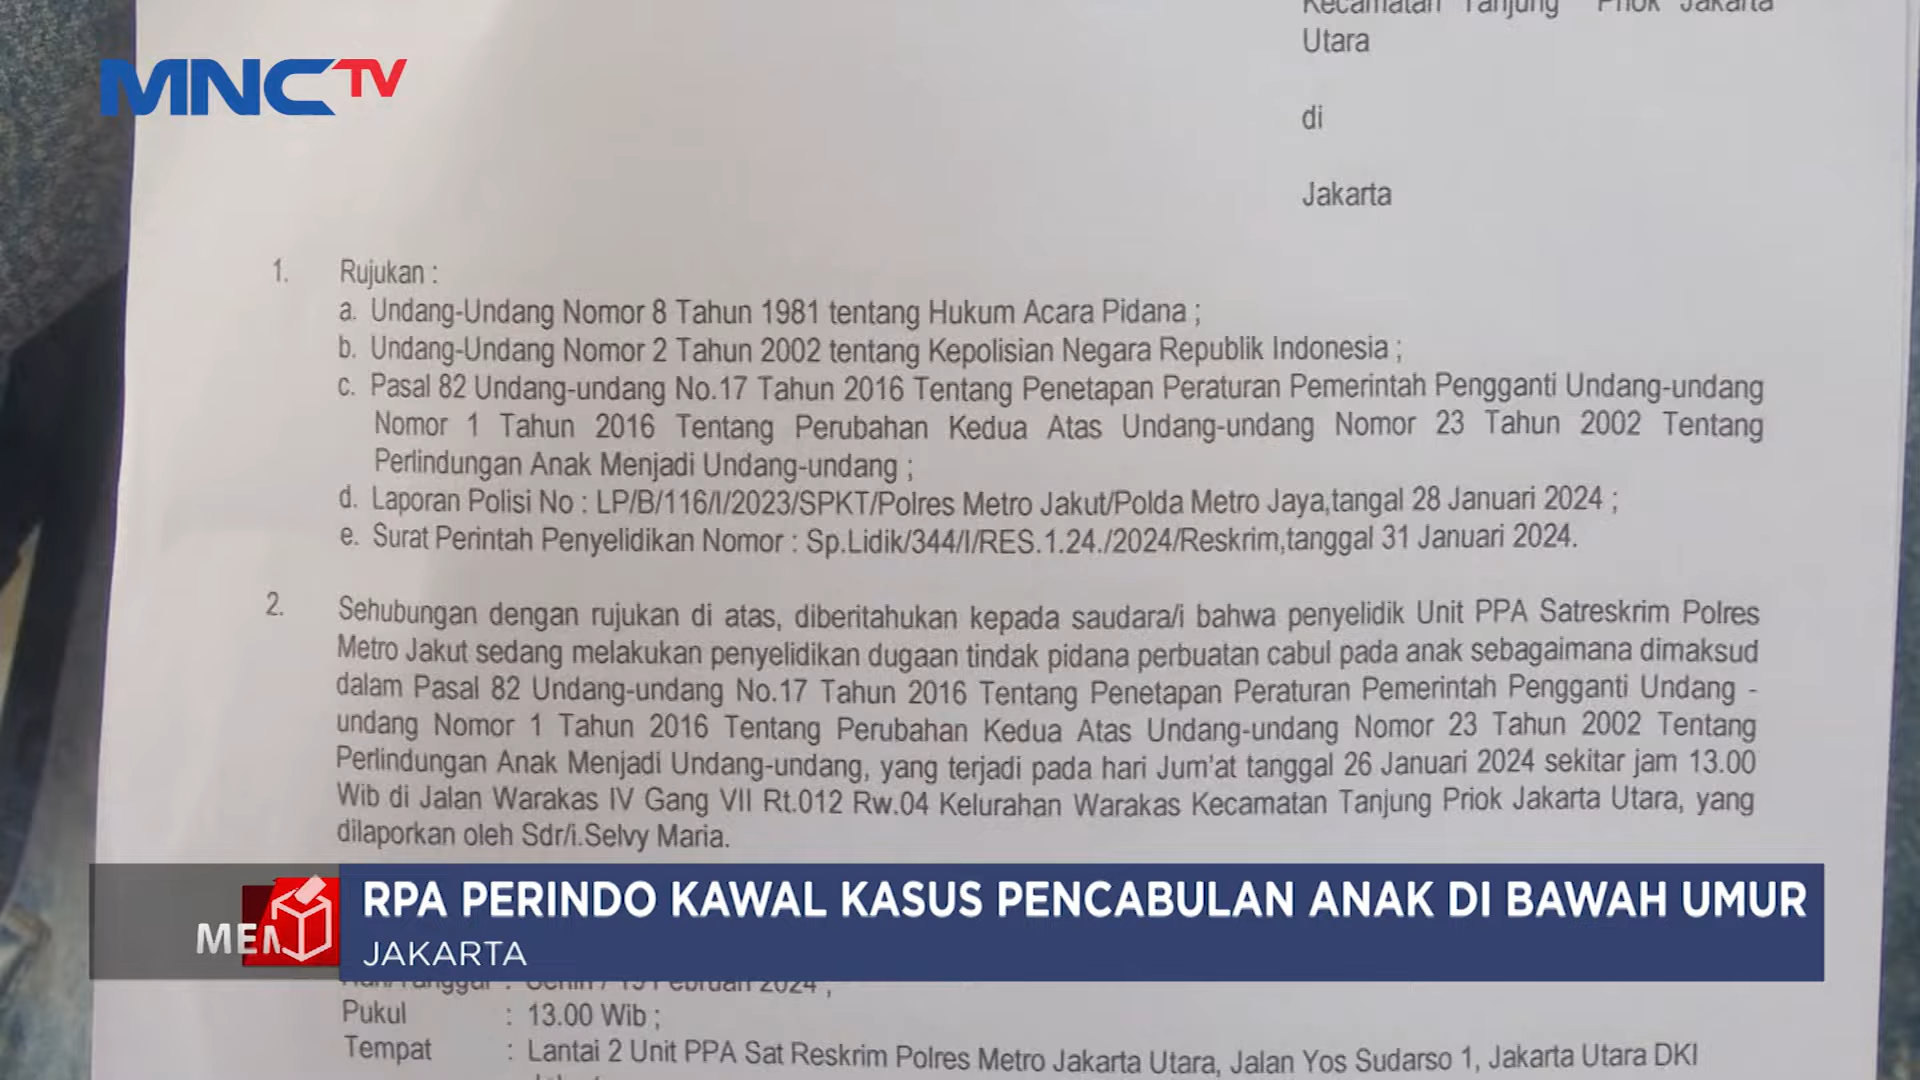 Kecamatan Tanjung Priok Jakarta
Utara
MNCTV
di
Jakarta
1. Rujukan :
a. Undang-Undang Nomor 8 Tahun 1981 tentang Hukum Acara Pidana ;
b. Undang-Undang Nomor 2 Tahun 2002 tentang Kepolisian Negara Republik Indonesia ;
c. Pasal 82 Undang-undang No.17 Tahun 2016 Tentang Penetapan Peraturan Pemerintah Pengganti Undang-undang
Nomor 1 Tahun 2016 Tentang Perubahan Kedua Atas Undang-undang Nomor 23 Tahun 2002 Tentang
Perlindungan Anak Menjadi Undang-undang ;
d. Laporan Polisi No : LP/B/116/I/2023/SPKT/Polres Metro Jakut/Polda Metro Jaya,tangal 28 Januari 2024 ;
e. Surat Perintah Penyelidikan Nomor : Sp.Lidik/344/I/RES.1.24./2024/Reskrim,tanggal 31 Januari 2024.
2. Sehubungan dengan rujukan di atas, diberitahukan kepada saudara/i bahwa penyelidik Unit PPA Satreskrim Polres
Metro Jakut sedang melakukan penyelidikan dugaan tindak pidana perbuatan cabul pada anak sebagaimana dimaksud
dalam Pasal 82 Undang-undang No.17 Tahun 2016 Tentang Penetapan Peraturan Pemerintah Pengganti Undang -
undang Nomor 1 Tahun 2016 Tentang Perubahan Kedua Atas Undang-undang Nomor 23 Tahun 2002 Tentang
Perlindungan Anak Menjadi Undang-undang, yang terjadi pada hari Jum'at tanggal 26 Januari 2024 sekitar jam 13.00
Wib di Jalan Warakas IV Gang VII Rt.012 Rw.04 Kelurahan Warakas Kecamatan Tanjung Priok Jakarta Utara, yang
dilaporkan oleh Sdr/i.Selvy Maria.
RPA PERINDO KAWAL KASUS PENCABULAN ANAK DI BAWAH UMUR
JAKARTA
Pukul : 13.00 Wib ;
Tempat : Lantai 2 Unit PPA Sat Reskrim Polres Metro Jakarta Utara, Jalan Yos Sudarso 1, Jakarta Utara DKI